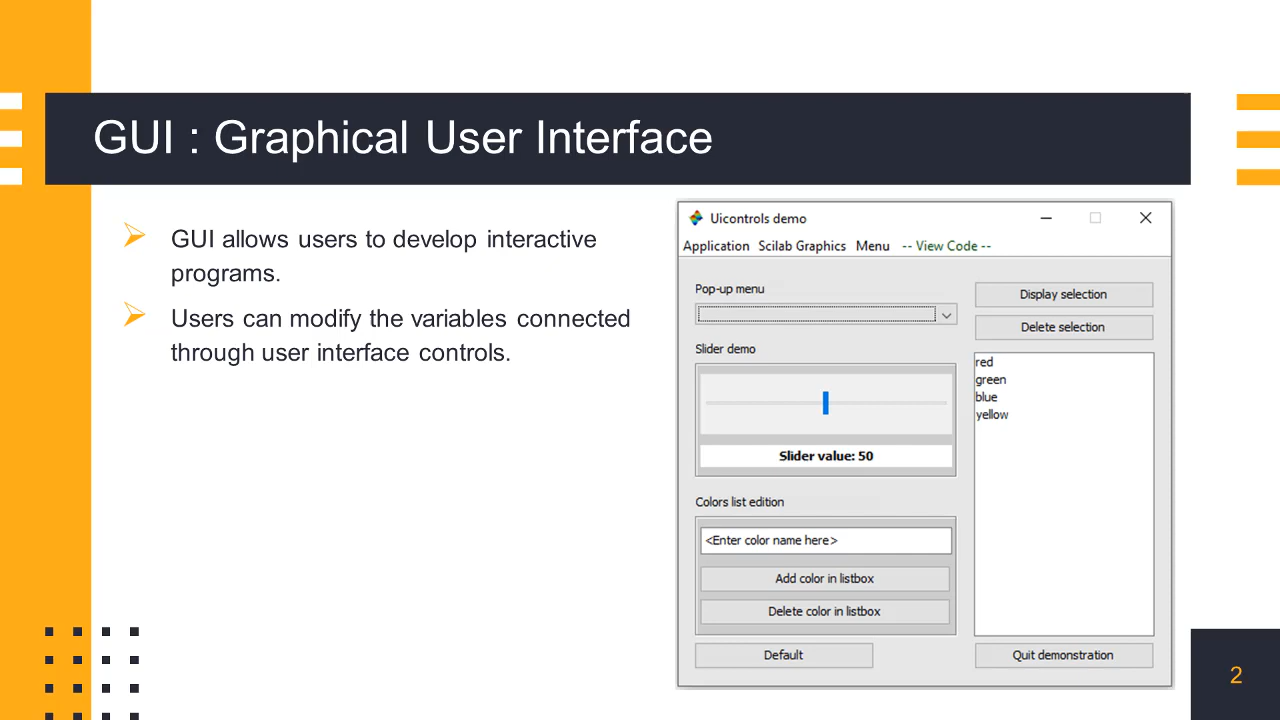 GUI : Graphical User Interface
GUI allows users to develop interactive
programs.
Users can modify the variables connected
through user interface controls.
Uicontrols demo
Application Scilab Graphics Menu -- View Code --
Pop-up menu
Slider demo
Slider value: 50
Colors list edition
<Enter color name here>
Add color in listbox
Delete color in listbox
Default
Display selection
Delete selection
red
green
blue
yellow
Quit demonstration
2